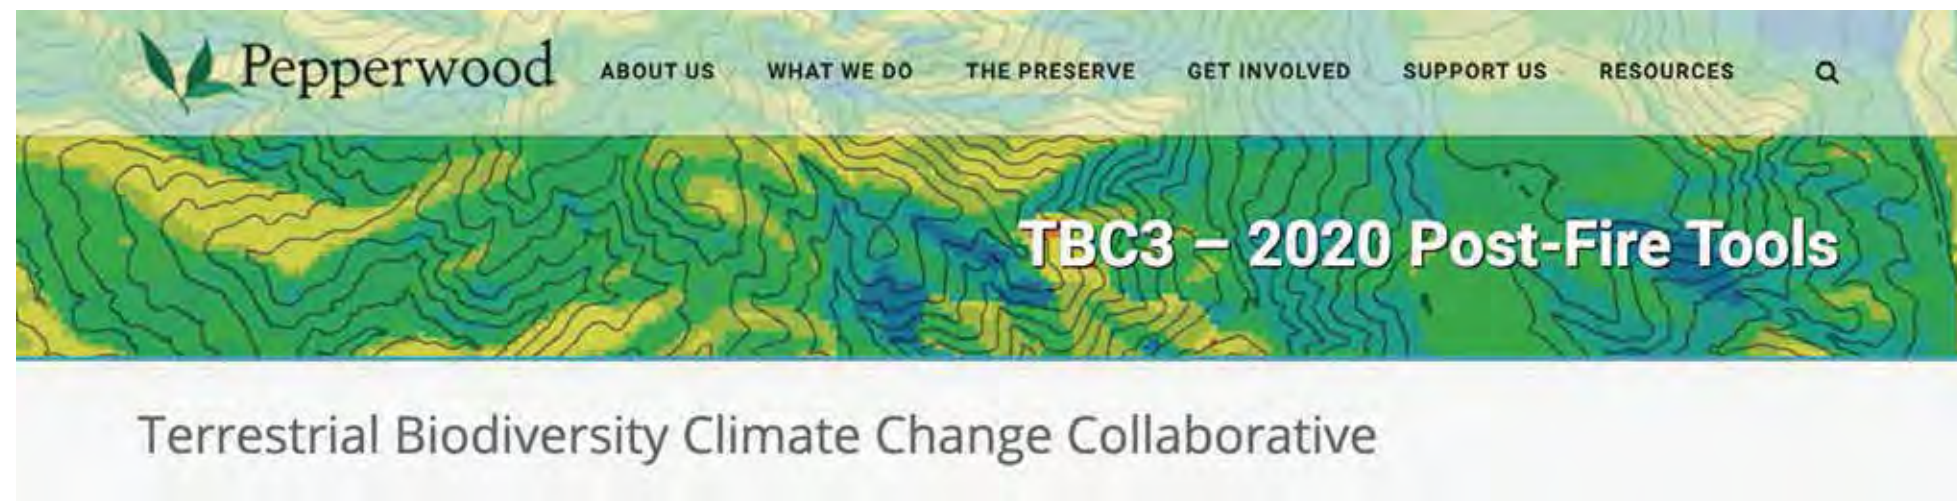 Pepperwood ABOUT US WHAT WE DO THE PRESERVE GET INVOLVED SUPPORT US RESOURCES
TBC3 – 2020 Post-Fire Tools
Terrestrial Biodiversity Climate Change Collaborative